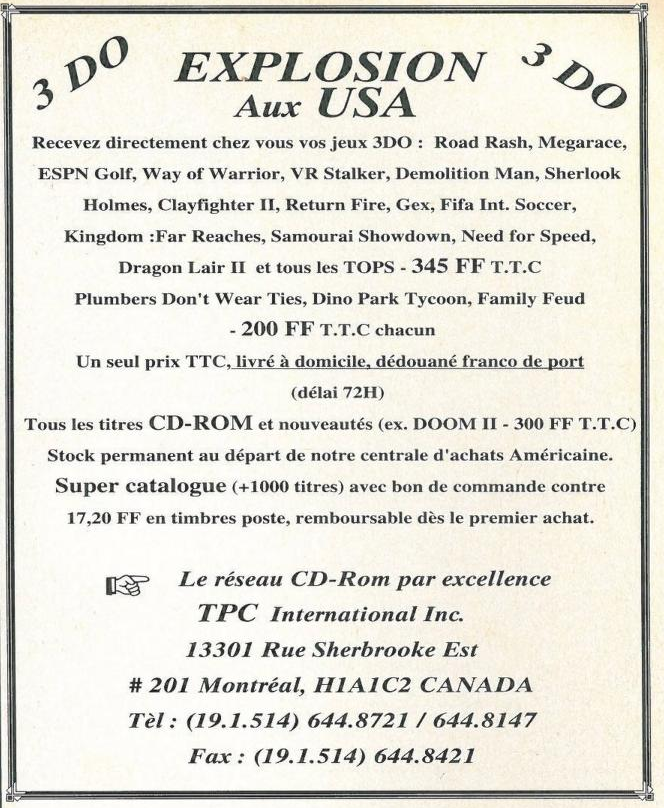 3 DO EXPLOSION 3 DO
Aux USA
Recevez directement chez vous vos jeux 3DO : Road Rash, Megarace,
ESPN Golf, Way of Warrior, VR Stalker, Demolition Man, Sherlook
Holmes, Clayfighter II, Return Fire, Gex, Fifa Int. Soccer,
Kingdom :Far Reaches, Samourai Showdown, Need for Speed,
Dragon Lair II et tous les TOPS - 345 FF T.T.C
Plumbers Don't Wear Ties, Dino Park Tycoon, Family Feud
- 200 FF T.T.C chacun
Un seul prix TTC, livré à domicile, dédouané franco de port
(délai 72H)
Tous les titres CD-ROM et nouveautés (ex. DOOM II - 300 FF T.T.C)
Stock permanent au départ de notre centrale d'achats Américaine.
Super catalogue (+1000 titres) avec bon de commande contre
17,20 FF en timbres poste, remboursable dès le premier achat.
Le réseau CD-Rom par excellence
TPC International Inc.
13301 Rue Sherbrooke Est
# 201 Montréal, H1A1C2 CANADA
Tèl : (19.1.514) 644.8721 / 644.8147
Fax : (19.1.514) 644.8421